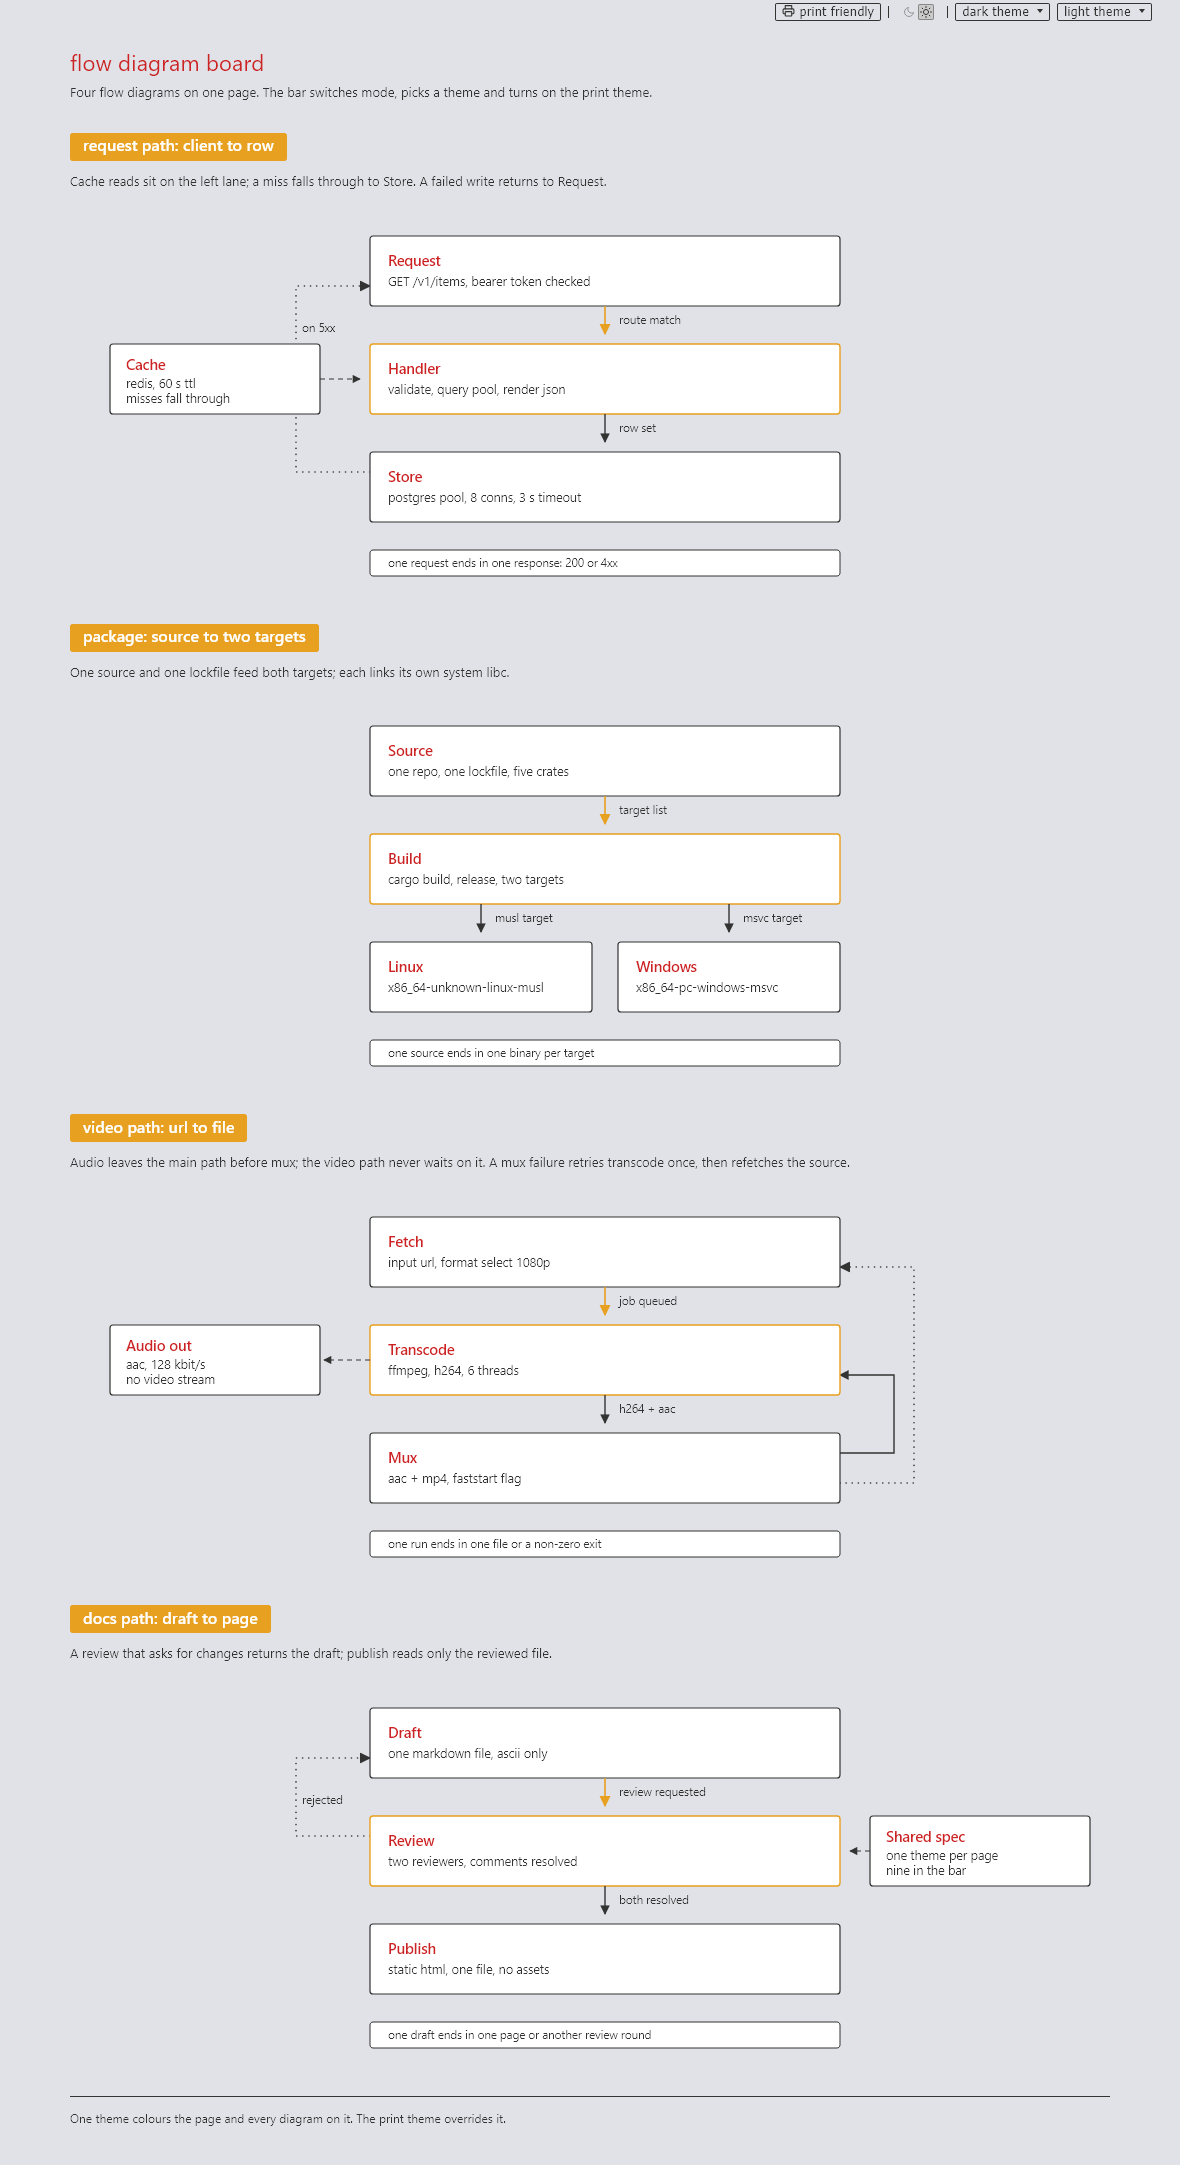 print friendly
dark theme
light theme
flow diagram board
Four flow diagrams on one page. The bar switches mode, picks a theme and turns on the print theme.
request path: client to row
Cache reads sit on the left lane; a miss falls through to Store. A failed write returns to Request.
Request
GET /v1/items, bearer token checked
route match
on 5xx
Cache
redis, 60 s ttl
misses fall through
Handler
validate, query pool, render json
row set
Store
postgres pool, 8 conns, 3 s timeout
one request ends in one response: 200 or 4xx
package: source to two targets
One source and one lockfile feed both targets; each links its own system libc.
Source
one repo, one lockfile, five crates
target list
Build
cargo build, release, two targets
musl target
msvc target
Linux
x86_64-unknown-linux-musl
Windows
x86_64-pc-windows-msvc
one source ends in one binary per target
video path: url to file
Audio leaves the main path before mux; the video path never waits on it. A mux failure retries transcode once, then refetches the source.
Fetch
input url, format select 1080p
job queued
Audio out
aac, 128 kbit/s
no video stream
Transcode
ffmpeg, h264, 6 threads
h264 + aac
Mux
aac + mp4, faststart flag
one run ends in one file or a non-zero exit
docs path: draft to page
A review that asks for changes returns the draft; publish reads only the reviewed file.
Draft
one markdown file, ascii only
review requested
rejected
Review
two reviewers, comments resolved
Shared spec
one theme per page
nine in the bar
both resolved
Publish
static html, one file, no assets
one draft ends in one page or another review round
One theme colours the page and every diagram on it. The print theme overrides it.